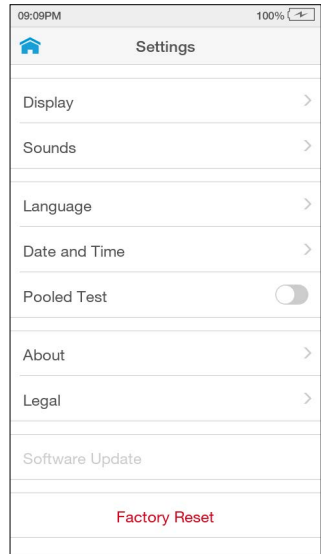 09:09PM 100%
Settings
Display
Sounds
Language
Date and Time
Pooled Test
About
Legal
Software Update
Factory Reset